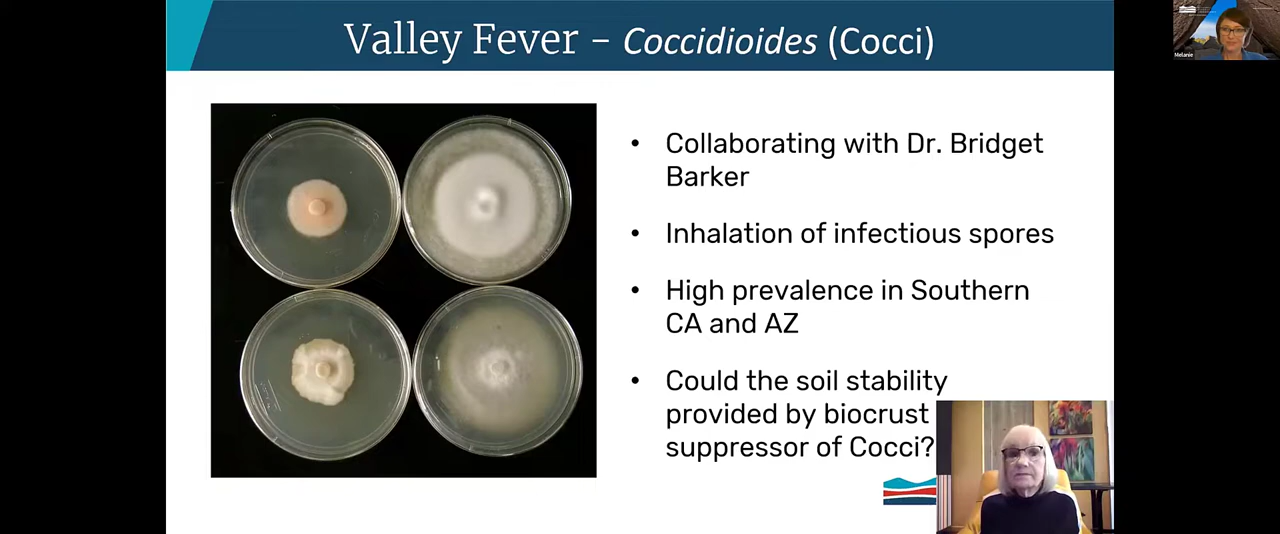 Valley Fever – Coccidioides (Cocci)
• Collaborating with Dr. Bridget
Barker
• Inhalation of infectious spores
• High prevalence in Southern
CA and AZ
• Could the soil stability
provided by biocrust
suppressor of Cocci?
Melanie